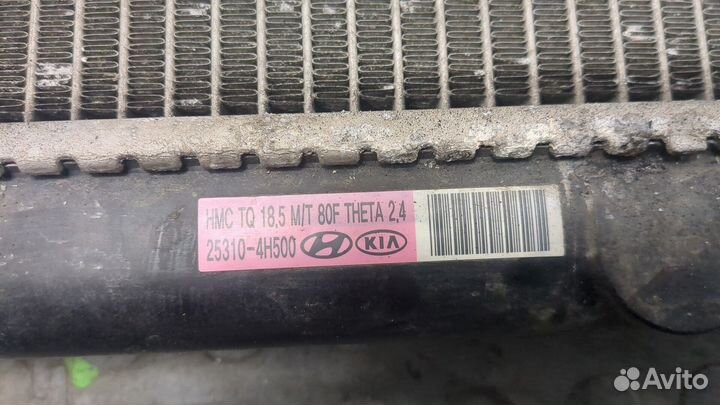 HMC TQ 18,5 M/T 80F THETA 2,4
25310-4H500 KIA
Avito